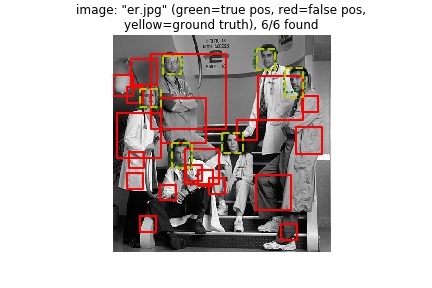 image: "er.jpg" (green=true pos, red=false pos,
yellow=ground truth), 6/6 found